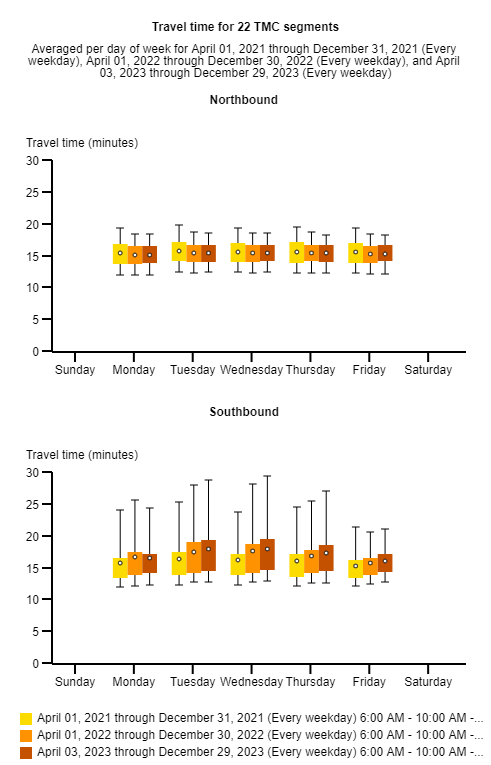 Travel time for 22 TMC segments
Averaged per day of week for April 01, 2021 through December 31, 2021 (Every
weekday), April 01, 2022 through December 30, 2022 (Every weekday), and April
03, 2023 through December 29, 2023 (Every weekday)
Northbound
Travel time (minutes)
30
25
20
15
10
5
0
Sunday Monday Tuesday Wednesday Thursday Friday Saturday
Southbound
Travel time (minutes)
30
25
20
15
10
5
0
Sunday Monday Tuesday Wednesday Thursday Friday Saturday
April 01, 2021 through December 31, 2021 (Every weekday) 6:00 AM - 10:00 AM -...
April 01, 2022 through December 30, 2022 (Every weekday) 6:00 AM - 10:00 AM -...
April 03, 2023 through December 29, 2023 (Every weekday) 6:00 AM - 10:00 AM -...